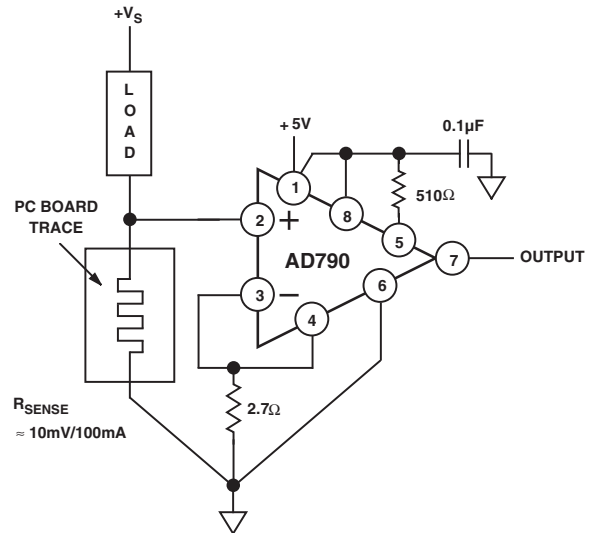 +VS
LOAD
+5V
0.1µF
1
510Ω
PC BOARD
TRACE
2
+
8
5
AD790
7
OUTPUT
3
–
6
4
RSENSE
≈ 10mV/100mA
2.7Ω